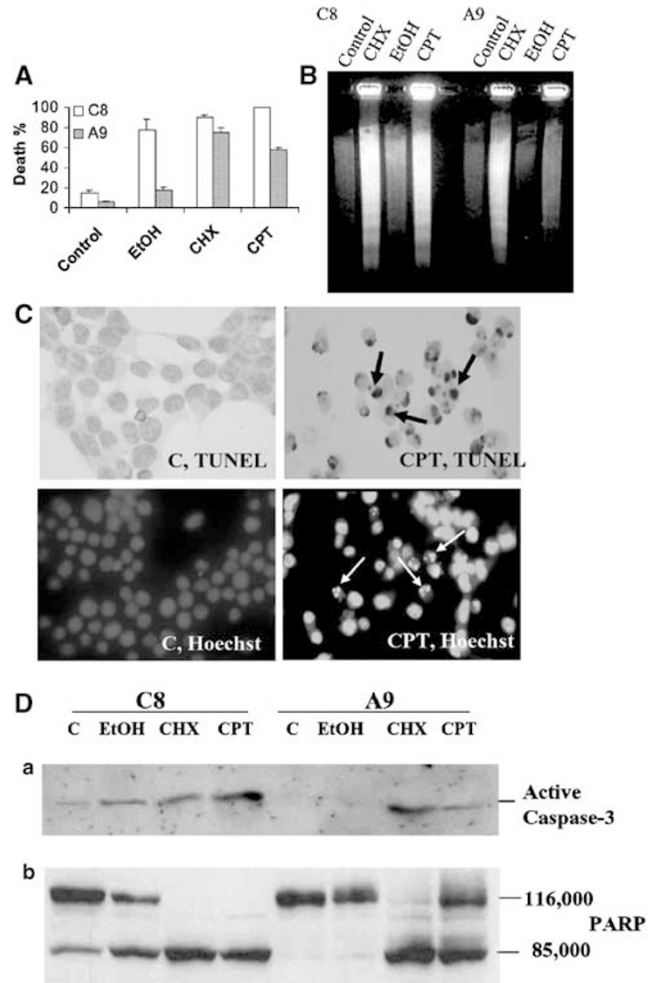 A
Death %
100
80
60
40
20
0
C8
A9
Control
EtOH
CHX
CPT
B
C8 A9
Control CHX EtOH CPT Control CHX EtOH CPT
C
C, TUNEL
CPT, TUNEL
C, Hoechst
CPT, Hoechst
D
C8 A9
C EtOH CHX CPT C EtOH CHX CPT
a
Active
Caspase-3
b
116,000
PARP
85,000